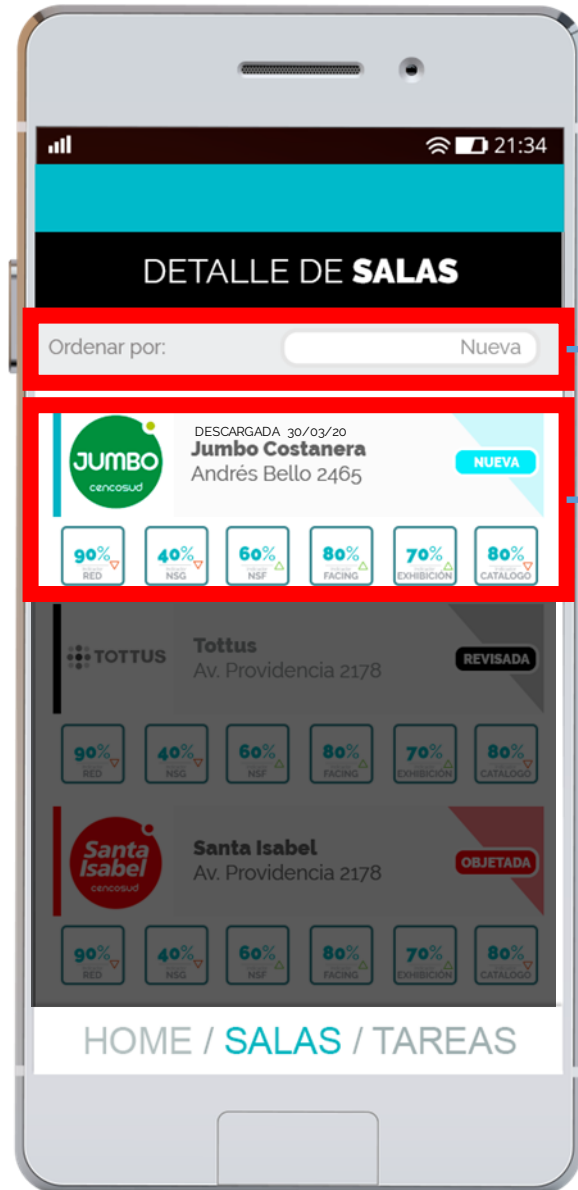 21:34
DETALLE DE SALAS
Ordenar por: Nueva
DESCARGADA 30/03/20
JUMBO
cencosud
Jumbo Costanera
Andrés Bello 2465
NUEVA
90% 40% 60% 80% 70% 80%
RED NSG NSF FACING EXHIBICIÓN CATALOGO
TOTTUS
Tottus
Av. Providencia 2178
REVISADA
90% 40% 60% 80% 70% 80%
RED NSG NSF FACING EXHIBICIÓN CATALOGO
Santa Isabel
cencosud
Santa Isabel
Av. Providencia 2178
OBJETADA
90% 40% 60% 80% 70% 80%
RED NSG NSF FACING EXHIBICIÓN CATALOGO
HOME / SALAS / TAREAS